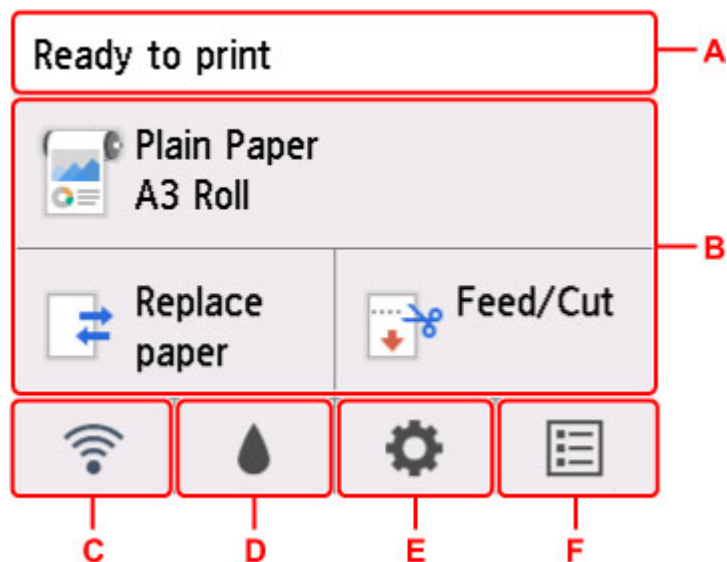 Ready to print
A
Plain Paper
A3 Roll
B
Replace
paper
Feed/Cut
C
D
E
F